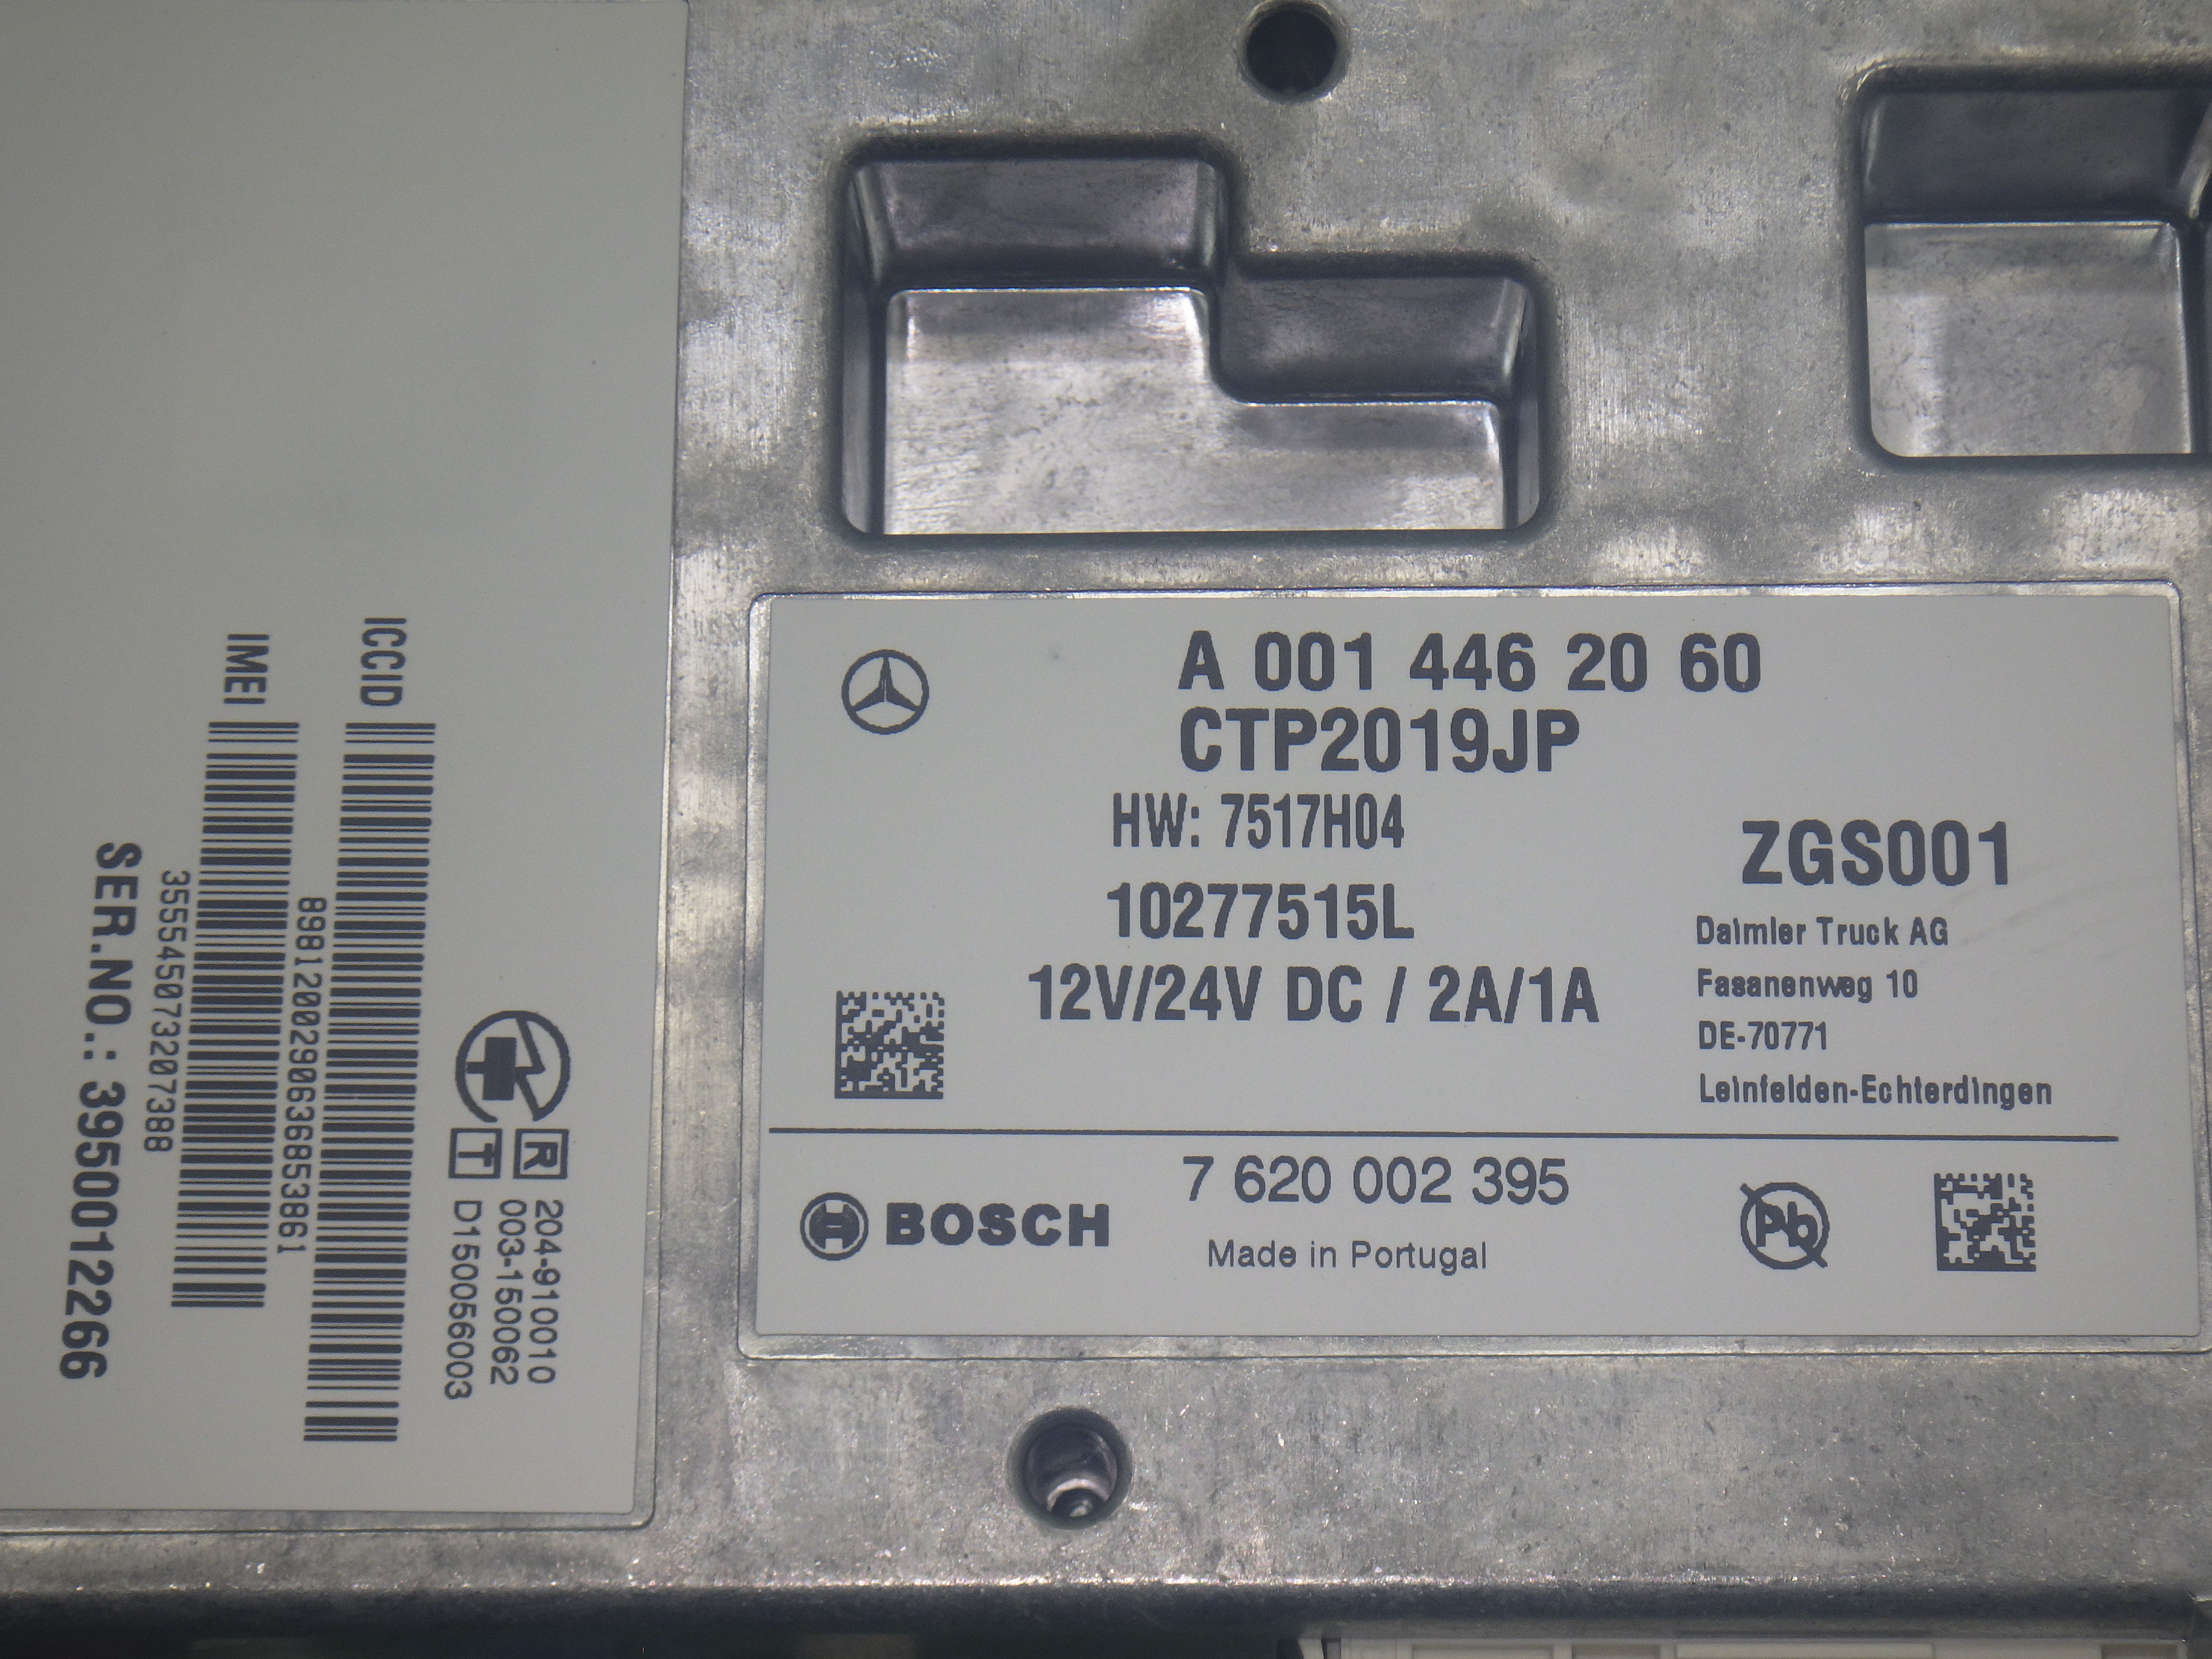 ICCID
8981200290636853861
IMEI
355545073207388
SER.NO.: 3950012266
R 204-910010
003-150062
T D150056003
A 001 446 20 60
CTP2019JP
HW: 7517H04
10277515L
12V/24V DC / 2A/1A
ZGS001
Daimler Truck AG
Fasanenweg 10
DE-70771
Leinfelden-Echterdingen
BOSCH
7 620 002 395
Made in Portugal
Pb